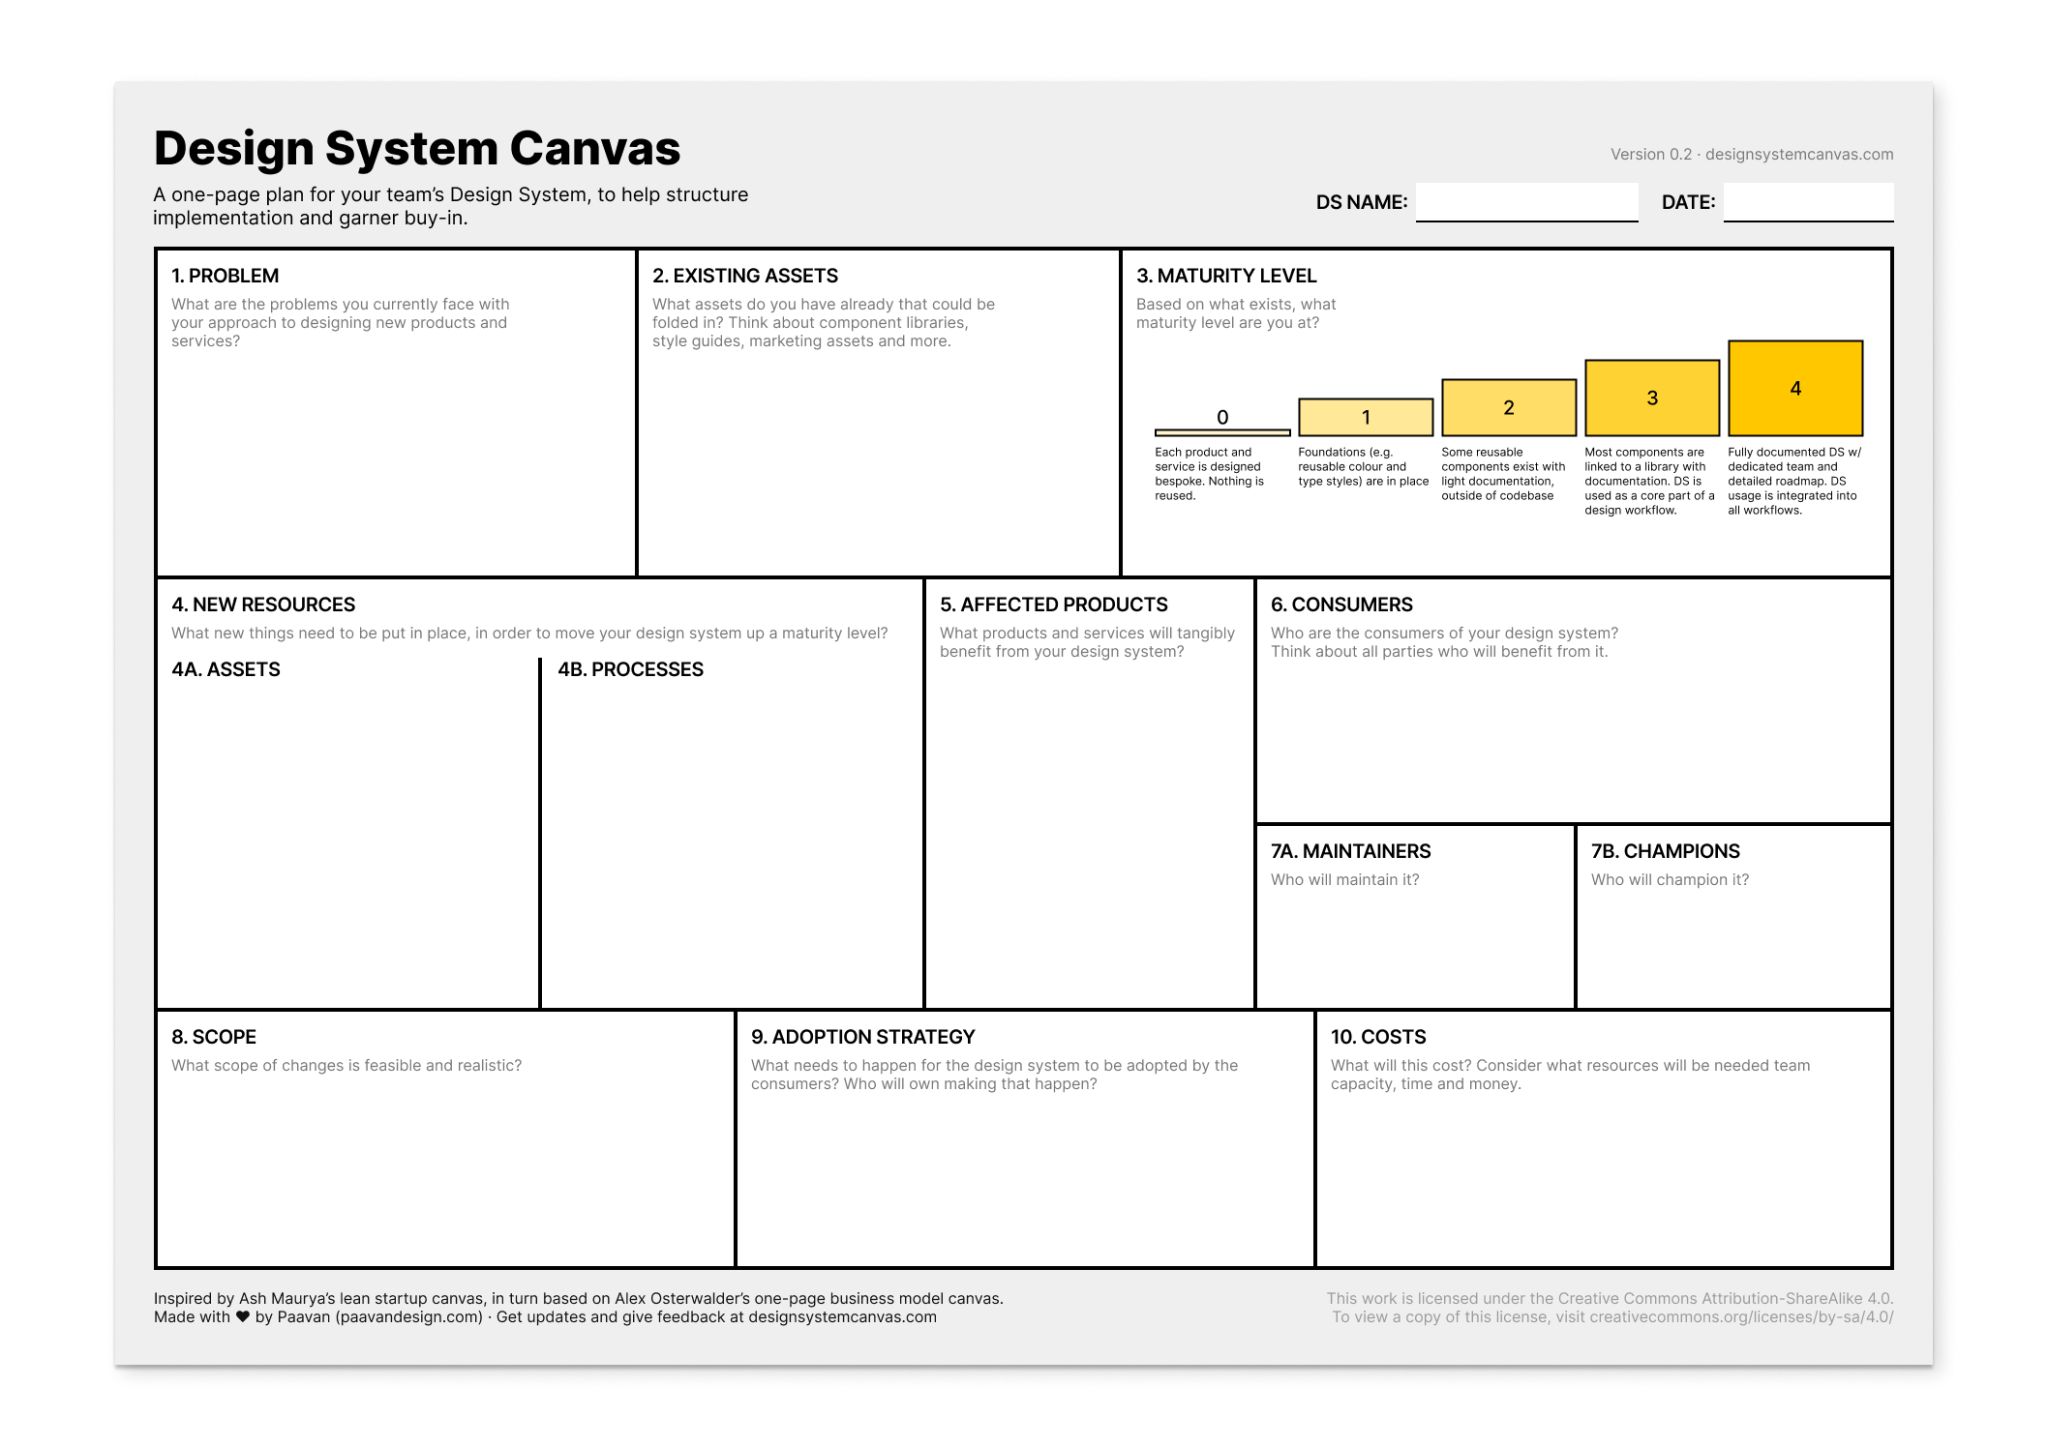 Design System Canvas
A one-page plan for your team's Design System, to help structure
implementation and garner buy-in.
Version 0.2 · designsystemcanvas.com
DS NAME:
DATE:
1. PROBLEM
What are the problems you currently face with
your approach to designing new products and
services?
2. EXISTING ASSETS
What assets do you have already that could be
folded in? Think about component libraries,
style guides, marketing assets and more.
3. MATURITY LEVEL
Based on what exists, what
maturity level are you at?
0
Each product and
service is designed
bespoke. Nothing is
reused.
1
Foundations (e.g.
reusable colour and
type styles) are in place
2
Some reusable
components exist with
light documentation,
outside of codebase
3
Most components are
linked to a library with
documentation. DS is
used as a core part of a
design workflow.
4
Fully documented DS w/
dedicated team and
detailed roadmap. DS
usage is integrated into
all workflows.
4. NEW RESOURCES
What new things need to be put in place, in order to move your design system up a maturity level?
4A. ASSETS
4B. PROCESSES
5. AFFECTED PRODUCTS
What products and services will tangibly
benefit from your design system?
6. CONSUMERS
Who are the consumers of your design system?
Think about all parties who will benefit from it.
7A. MAINTAINERS
Who will maintain it?
7B. CHAMPIONS
Who will champion it?
8. SCOPE
What scope of changes is feasible and realistic?
9. ADOPTION STRATEGY
What needs to happen for the design system to be adopted by the
consumers? Who will own making that happen?
10. COSTS
What will this cost? Consider what resources will be needed team
capacity, time and money.
Inspired by Ash Maurya's lean startup canvas, in turn based on Alex Osterwalder's one-page business model canvas.
Made with ♥ by Paavan (paavandesign.com) · Get updates and give feedback at designsystemcanvas.com
This work is licensed under the Creative Commons Attribution-ShareAlike 4.0.
To view a copy of this license, visit creativecommons.org/licenses/by-sa/4.0/